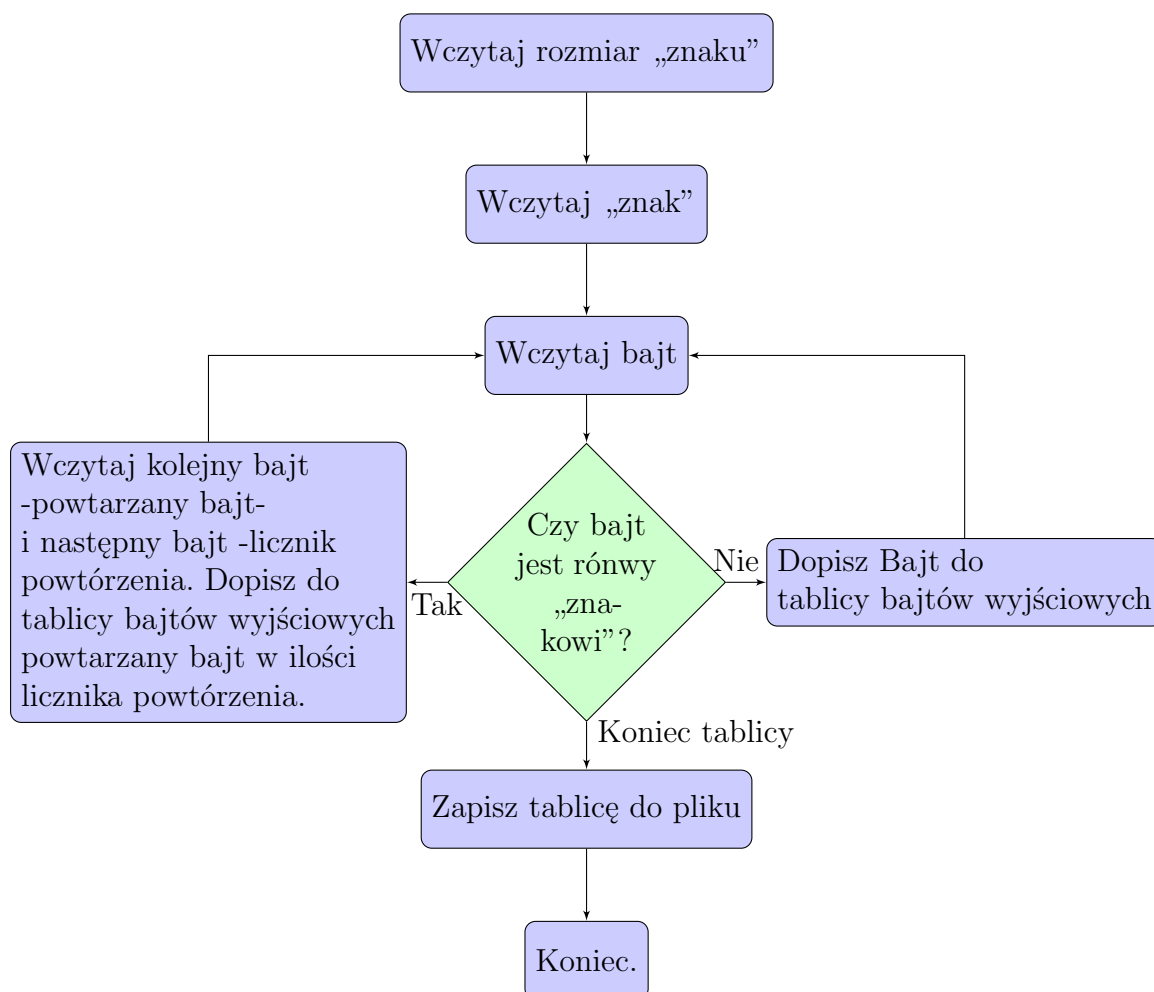 Wczytaj rozmiar „znaku”
Wczytaj „znak”
Wczytaj bajt
Wczytaj kolejny bajt
-powtarzany bajt-
i następny bajt -licznik
powtórzenia. Dopisz do
tablicy bajtów wyjściowych
powtarzany bajt w ilości
licznika powtórzenia.
Tak
Czy bajt
jest rónwy
„zna-
kowi”?
Nie
Dopisz Bajt do
tablicy bajtów wyjściowych
Koniec tablicy
Zapisz tablicę do pliku
Koniec.